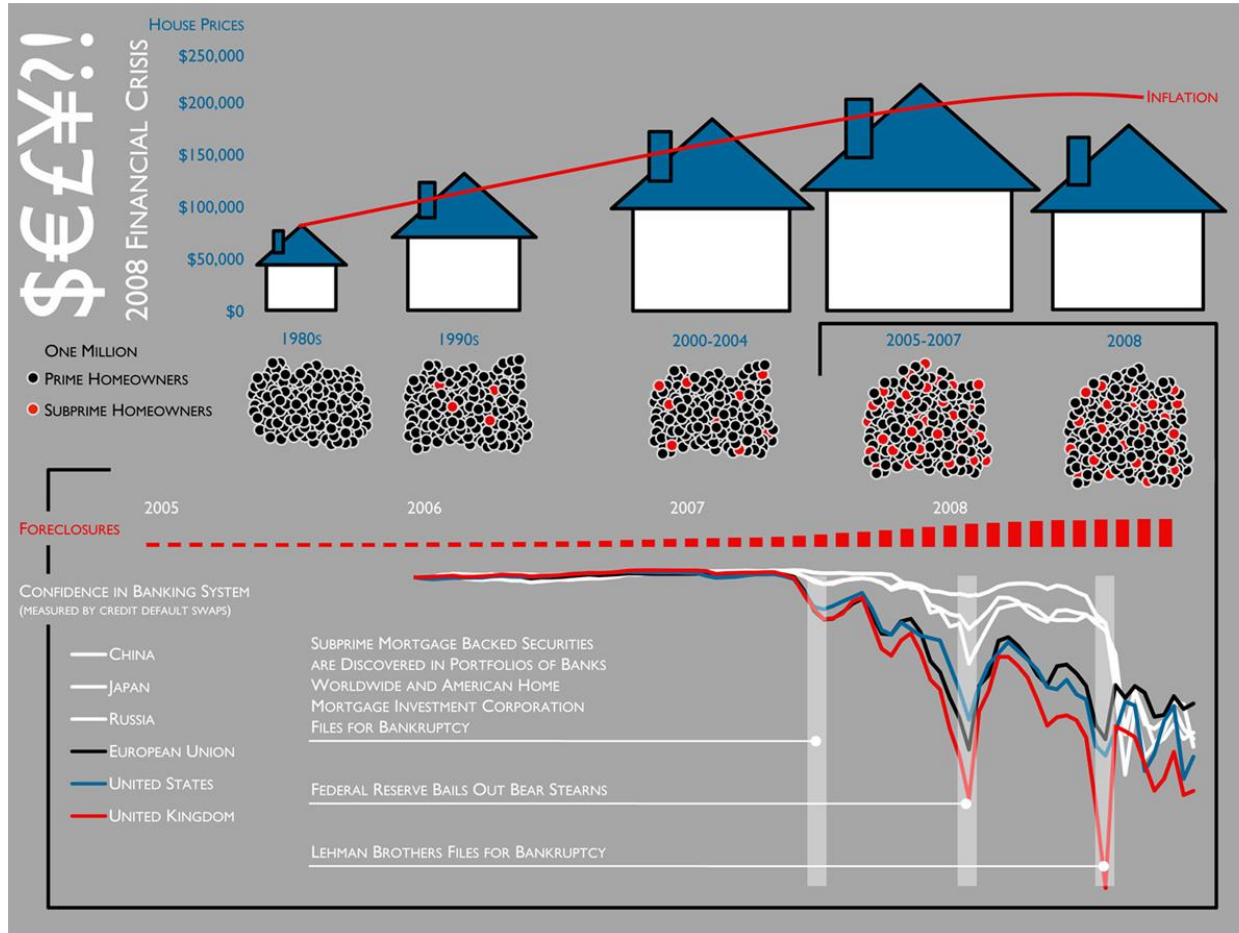 $€£¥?!
2008 Financial Crisis
House Prices
$250,000
$200,000
$150,000
$100,000
$50,000
$0
Inflation
1980s
1990s
2000-2004
2005-2007
2008
One Million
Prime Homeowners
Subprime Homeowners
2005
2006
2007
2008
Foreclosures
Confidence in Banking System
(measured by credit default swaps)
China
Japan
Russia
European Union
United States
United Kingdom
Subprime Mortgage Backed Securities
are Discovered in Portfolios of Banks
Worldwide and American Home
Mortgage Investment Corporation
Files for Bankruptcy
Federal Reserve Bails Out Bear Stearns
Lehman Brothers Files for Bankruptcy